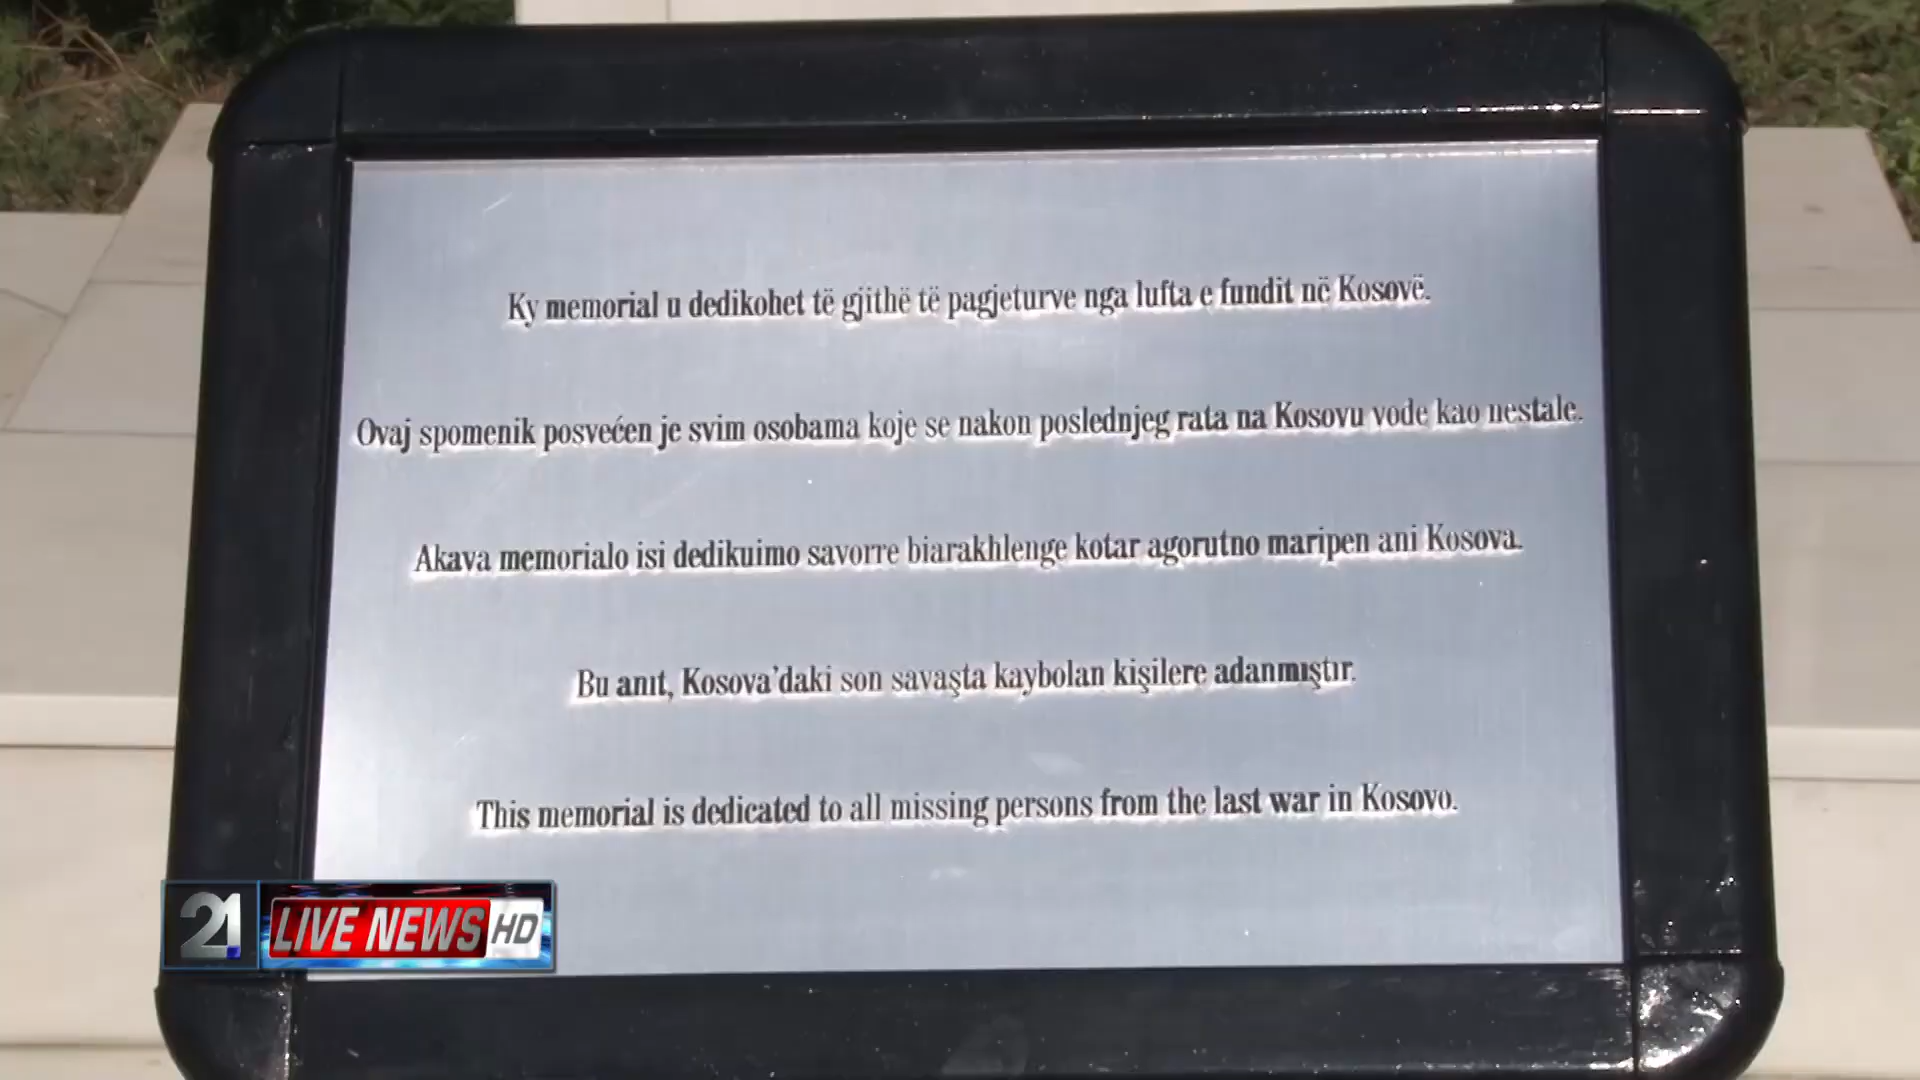 Ky memorial u dedikohet të gjithë të pagjeturve nga lufta e fundit në Kosovë.
Ovaj spomenik posvećen je svim osobama koje se nakon poslednjeg rata na Kosovu vode kao nestale.
Akava memorialo isi dedikuimo savorre biarakhlenge kotar agorutno maripen ani Kosova.
Bu anıt, Kosova'daki son savaşta kaybolan kişilere adanmıştır.
This memorial is dedicated to all missing persons from the last war in Kosovo.
21 LIVE NEWS HD